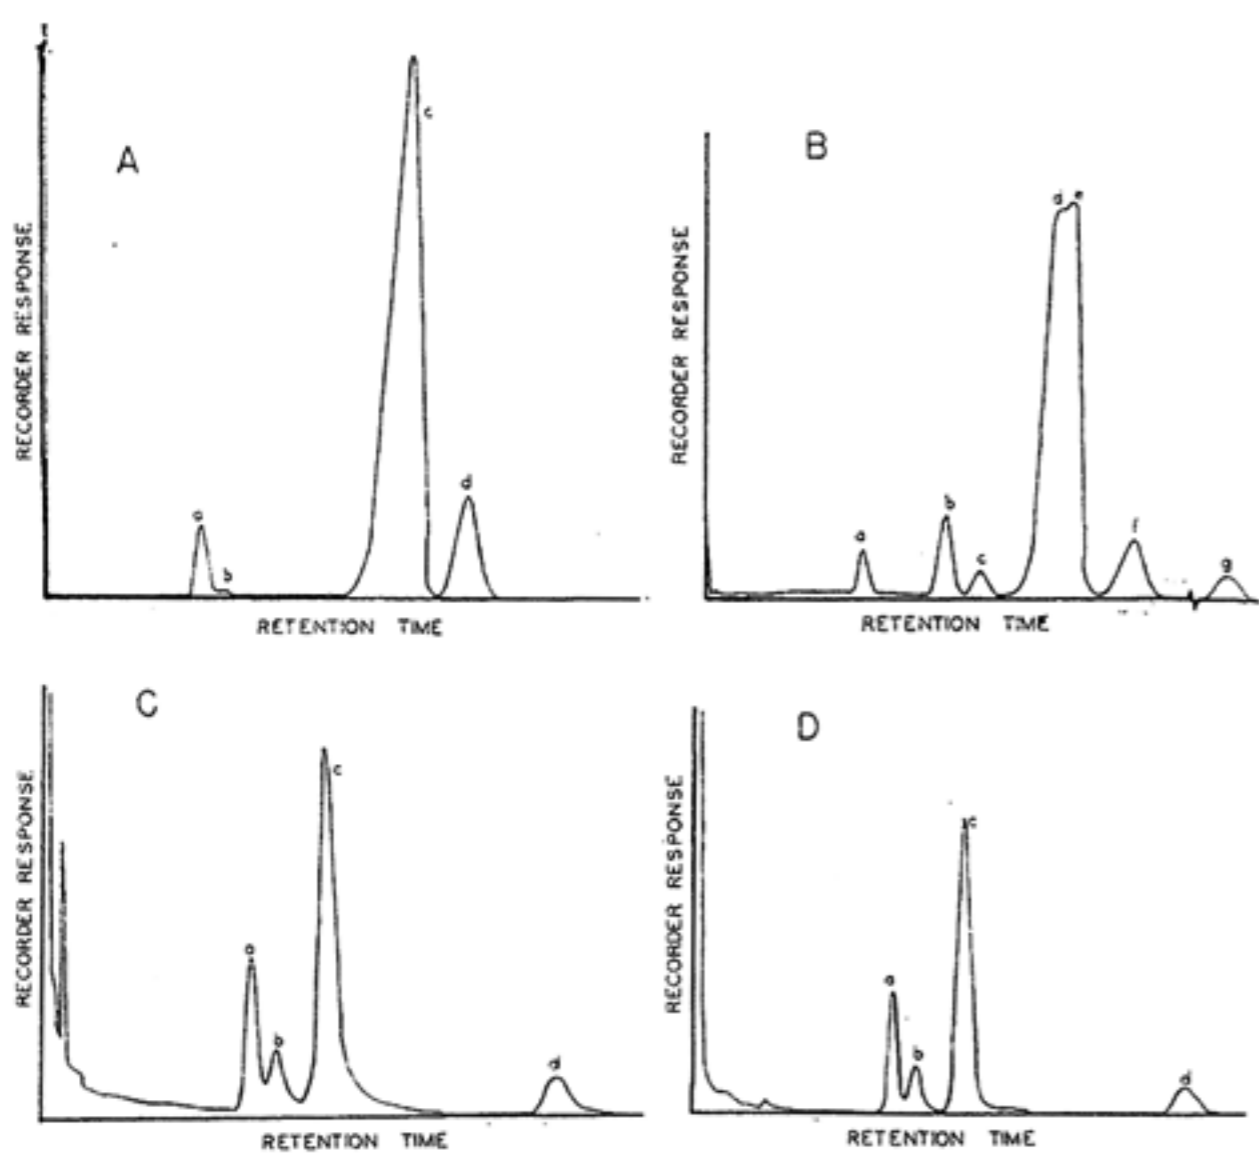 A
c
a
b
d
RECORDER RESPONSE
RETENTION TIME
B
d e
b
a
c
f
g
RECORDER RESPONSE
RETENTION TIME
C
c
a
b
d
RECORDER RESPONSE
RETENTION TIME
D
c
a
b
d
RECORDER RESPONSE
RETENTION TIME